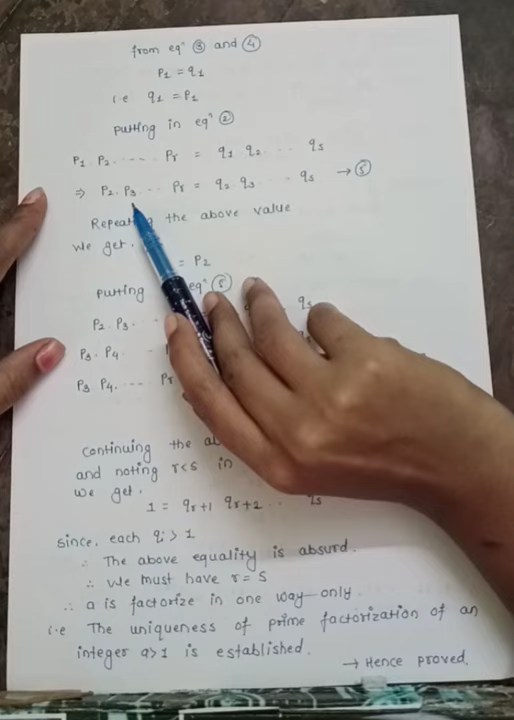 from eqⁿ ③ and ④
P₁ = q₁
i.e q₁ = P₁
putting in eqⁿ ②
P₁. P₂. ---- Pr = q₁ q₂ ... qs
⇒ P₂. P₃ ... Pr = q₂. q₃ ... qs → ⑤
the above value
we get.
= P₂
putting eqⁿ ⑤
P₂. P₃. qs
P₃. P₄
P₃ P₄. ---- Pr
continuing the
and noting r<s in
we get.
1 = qr+1 qr+2 .... qs
since, each qi > 1
∴ The above equality is absurd.
∴ we must have r = s
∴ a is factorize in one way only.
i.e The uniqueness of prime factorization of an
integer a>1 is established.
→ Hence proved.